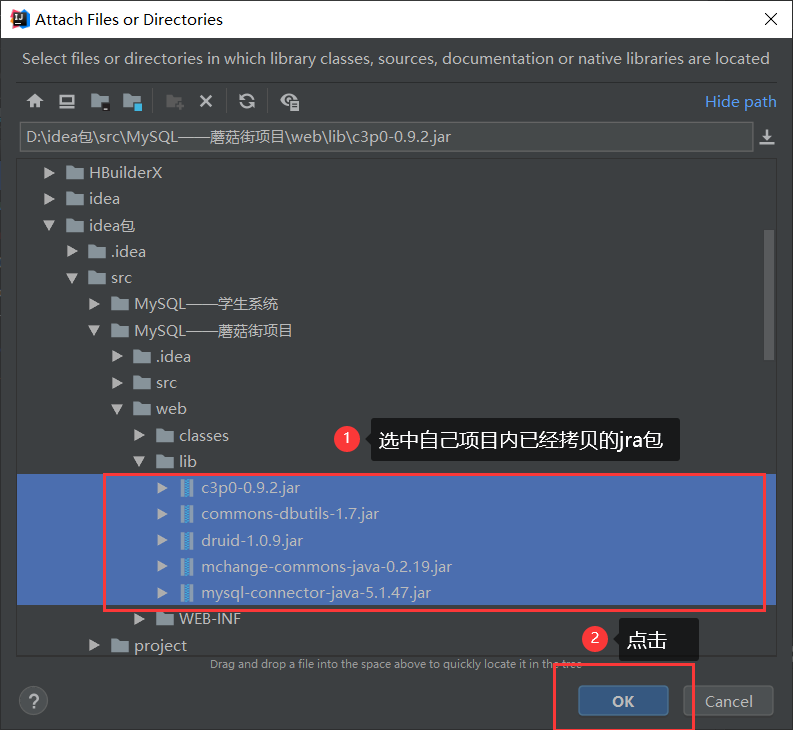 Attach Files or Directories
Select files or directories in which library classes, sources, documentation or native libraries are located
Hide path
D:\idea包\src\MySQL——蘑菇街项目\web\lib\c3p0-0.9.2.jar
HBuilderX
idea
idea包
.idea
src
MySQL——学生系统
MySQL——蘑菇街项目
.idea
src
web
classes
1 选中自己项目内已经拷贝的jra包
lib
c3p0-0.9.2.jar
commons-dbutils-1.7.jar
druid-1.0.9.jar
mchange-commons-java-0.2.19.jar
mysql-connector-java-5.1.47.jar
WEB-INF
2 点击
project
Drag and drop a file into the space above to quickly locate it in the tree
?
OK
Cancel